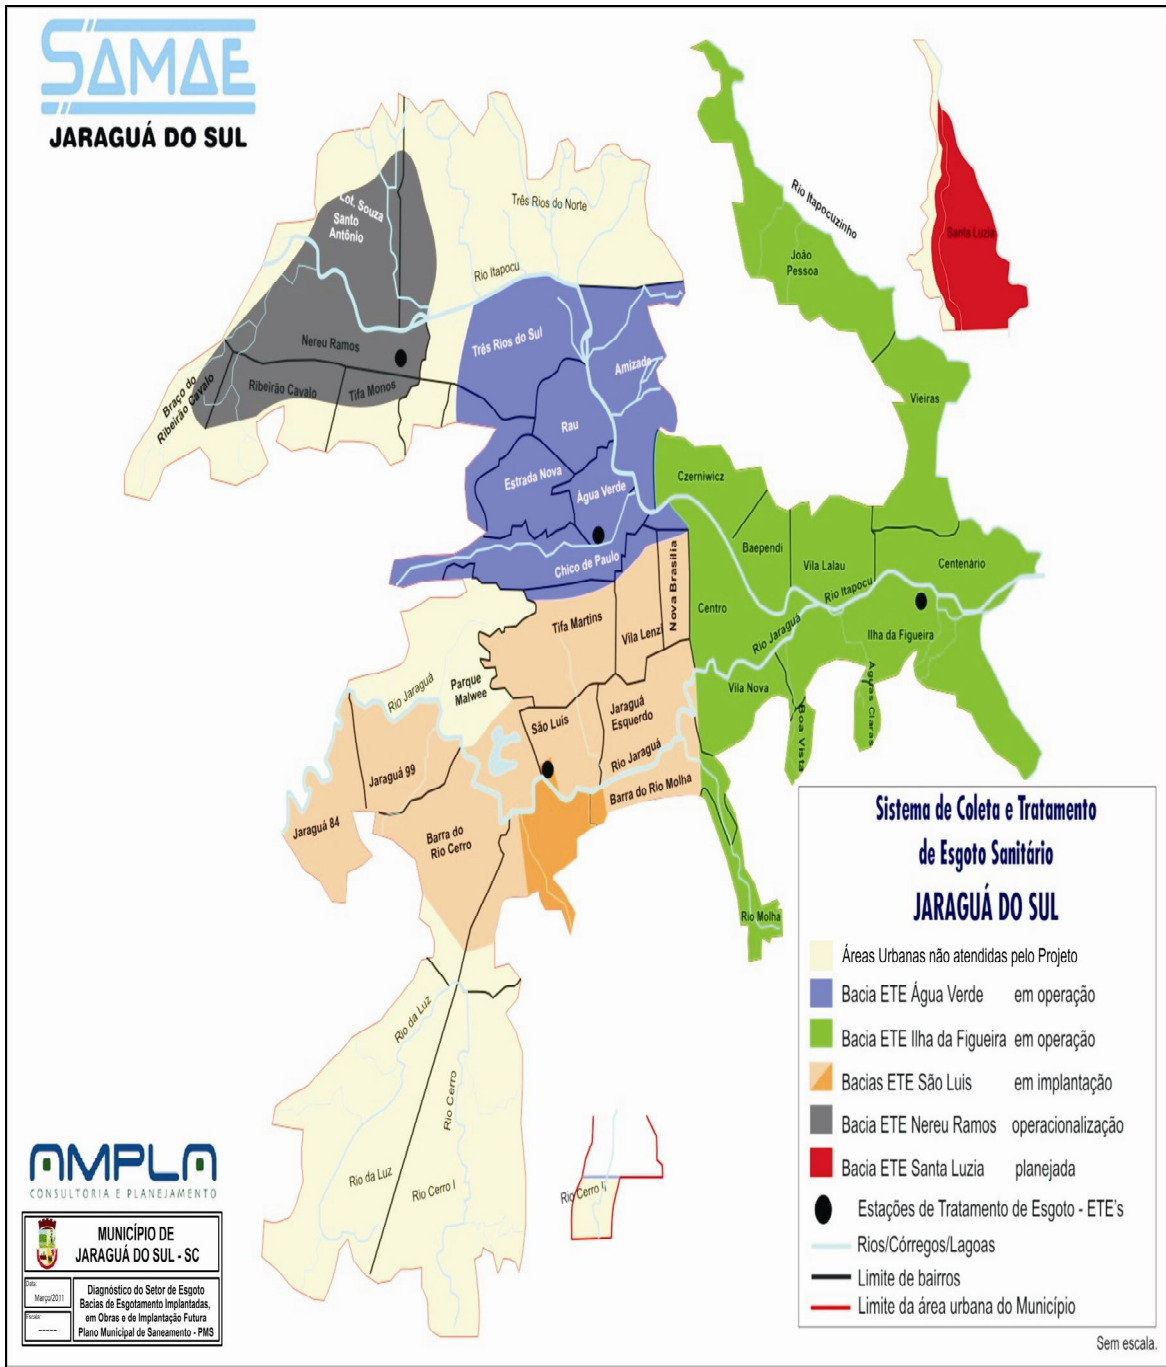 SAMAE
JARAGUÁ DO SUL
Lot. Souza
Santo
Antônio
Três Rios do Norte
Rio Itapocu
Nereu Ramos
Braço do
Ribeirão Cavalo
Ribeirão Cavalo
Tifa Monos
Três Rios do Sul
Amizade
Rau
Estrada Nova
Água Verde
Chico de Paulo
Rio Itapocuzinho
João
Pessoa
Santa Luzia
Vieiras
Czerniwicz
Baependi
Vila Lalau
Centenário
Centro
Rio Itapocu
Rio Jaraguá
Ilha da Figueira
Vila Nova
Boa Vista
Aguas Claras
Nova Brasília
Tifa Martins
Vila Lenzi
Rio Jaraguá
Parque
Malwee
São Luis
Jaraguá
Esquerdo
Rio Jaraguá
Barra do Rio Molha
Jaraguá 99
Jaraguá 84
Barra do
Rio Cerro
Rio Molha
Rio da Luz
Rio Cerro
Rio da Luz
Rio Cerro I
Rio Cerro II
Sistema de Coleta e Tratamento
de Esgoto Sanitário
JARAGUÁ DO SUL
Áreas Urbanas não atendidas pelo Projeto
Bacia ETE Água Verde em operação
Bacia ETE Ilha da Figueira em operação
Bacias ETE São Luis em implantação
Bacia ETE Nereu Ramos operacionalização
Bacia ETE Santa Luzia planejada
Estações de Tratamento de Esgoto - ETE's
Rios/Córregos/Lagoas
Limite de bairros
Limite da área urbana do Município
Sem escala.
AMPLA
CONSULTORIA E PLANEJAMENTO
MUNICÍPIO DE
JARAGUÁ DO SUL - SC
Data:
Março/2011
Escala:
-----
Diagnóstico do Setor de Esgoto
Bacias de Esgotamento Implantadas,
em Obras e de Implantação Futura
Plano Municipal de Saneamento - PMS